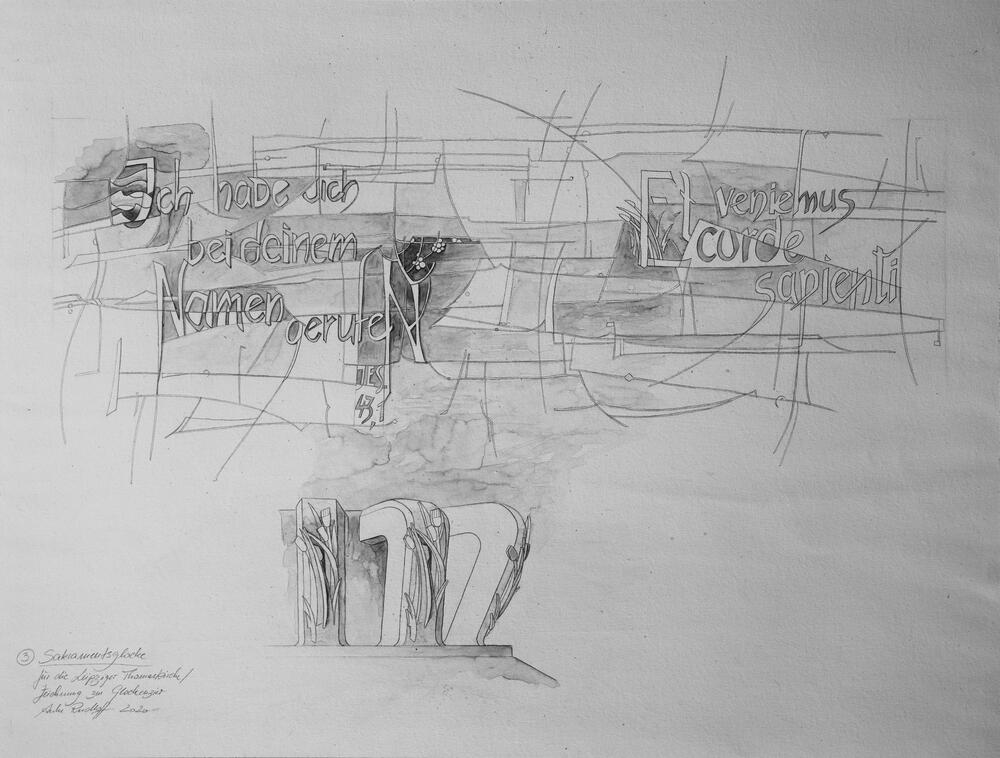 Ich habe dich
bei deinem
Namen gerufeN
JES.
43,1
Et veniemus
corde
sapienti
3 Sakramentsglocke
für die Leipziger Thomaskirche/
Zeichnung zur Glockenzier
2020